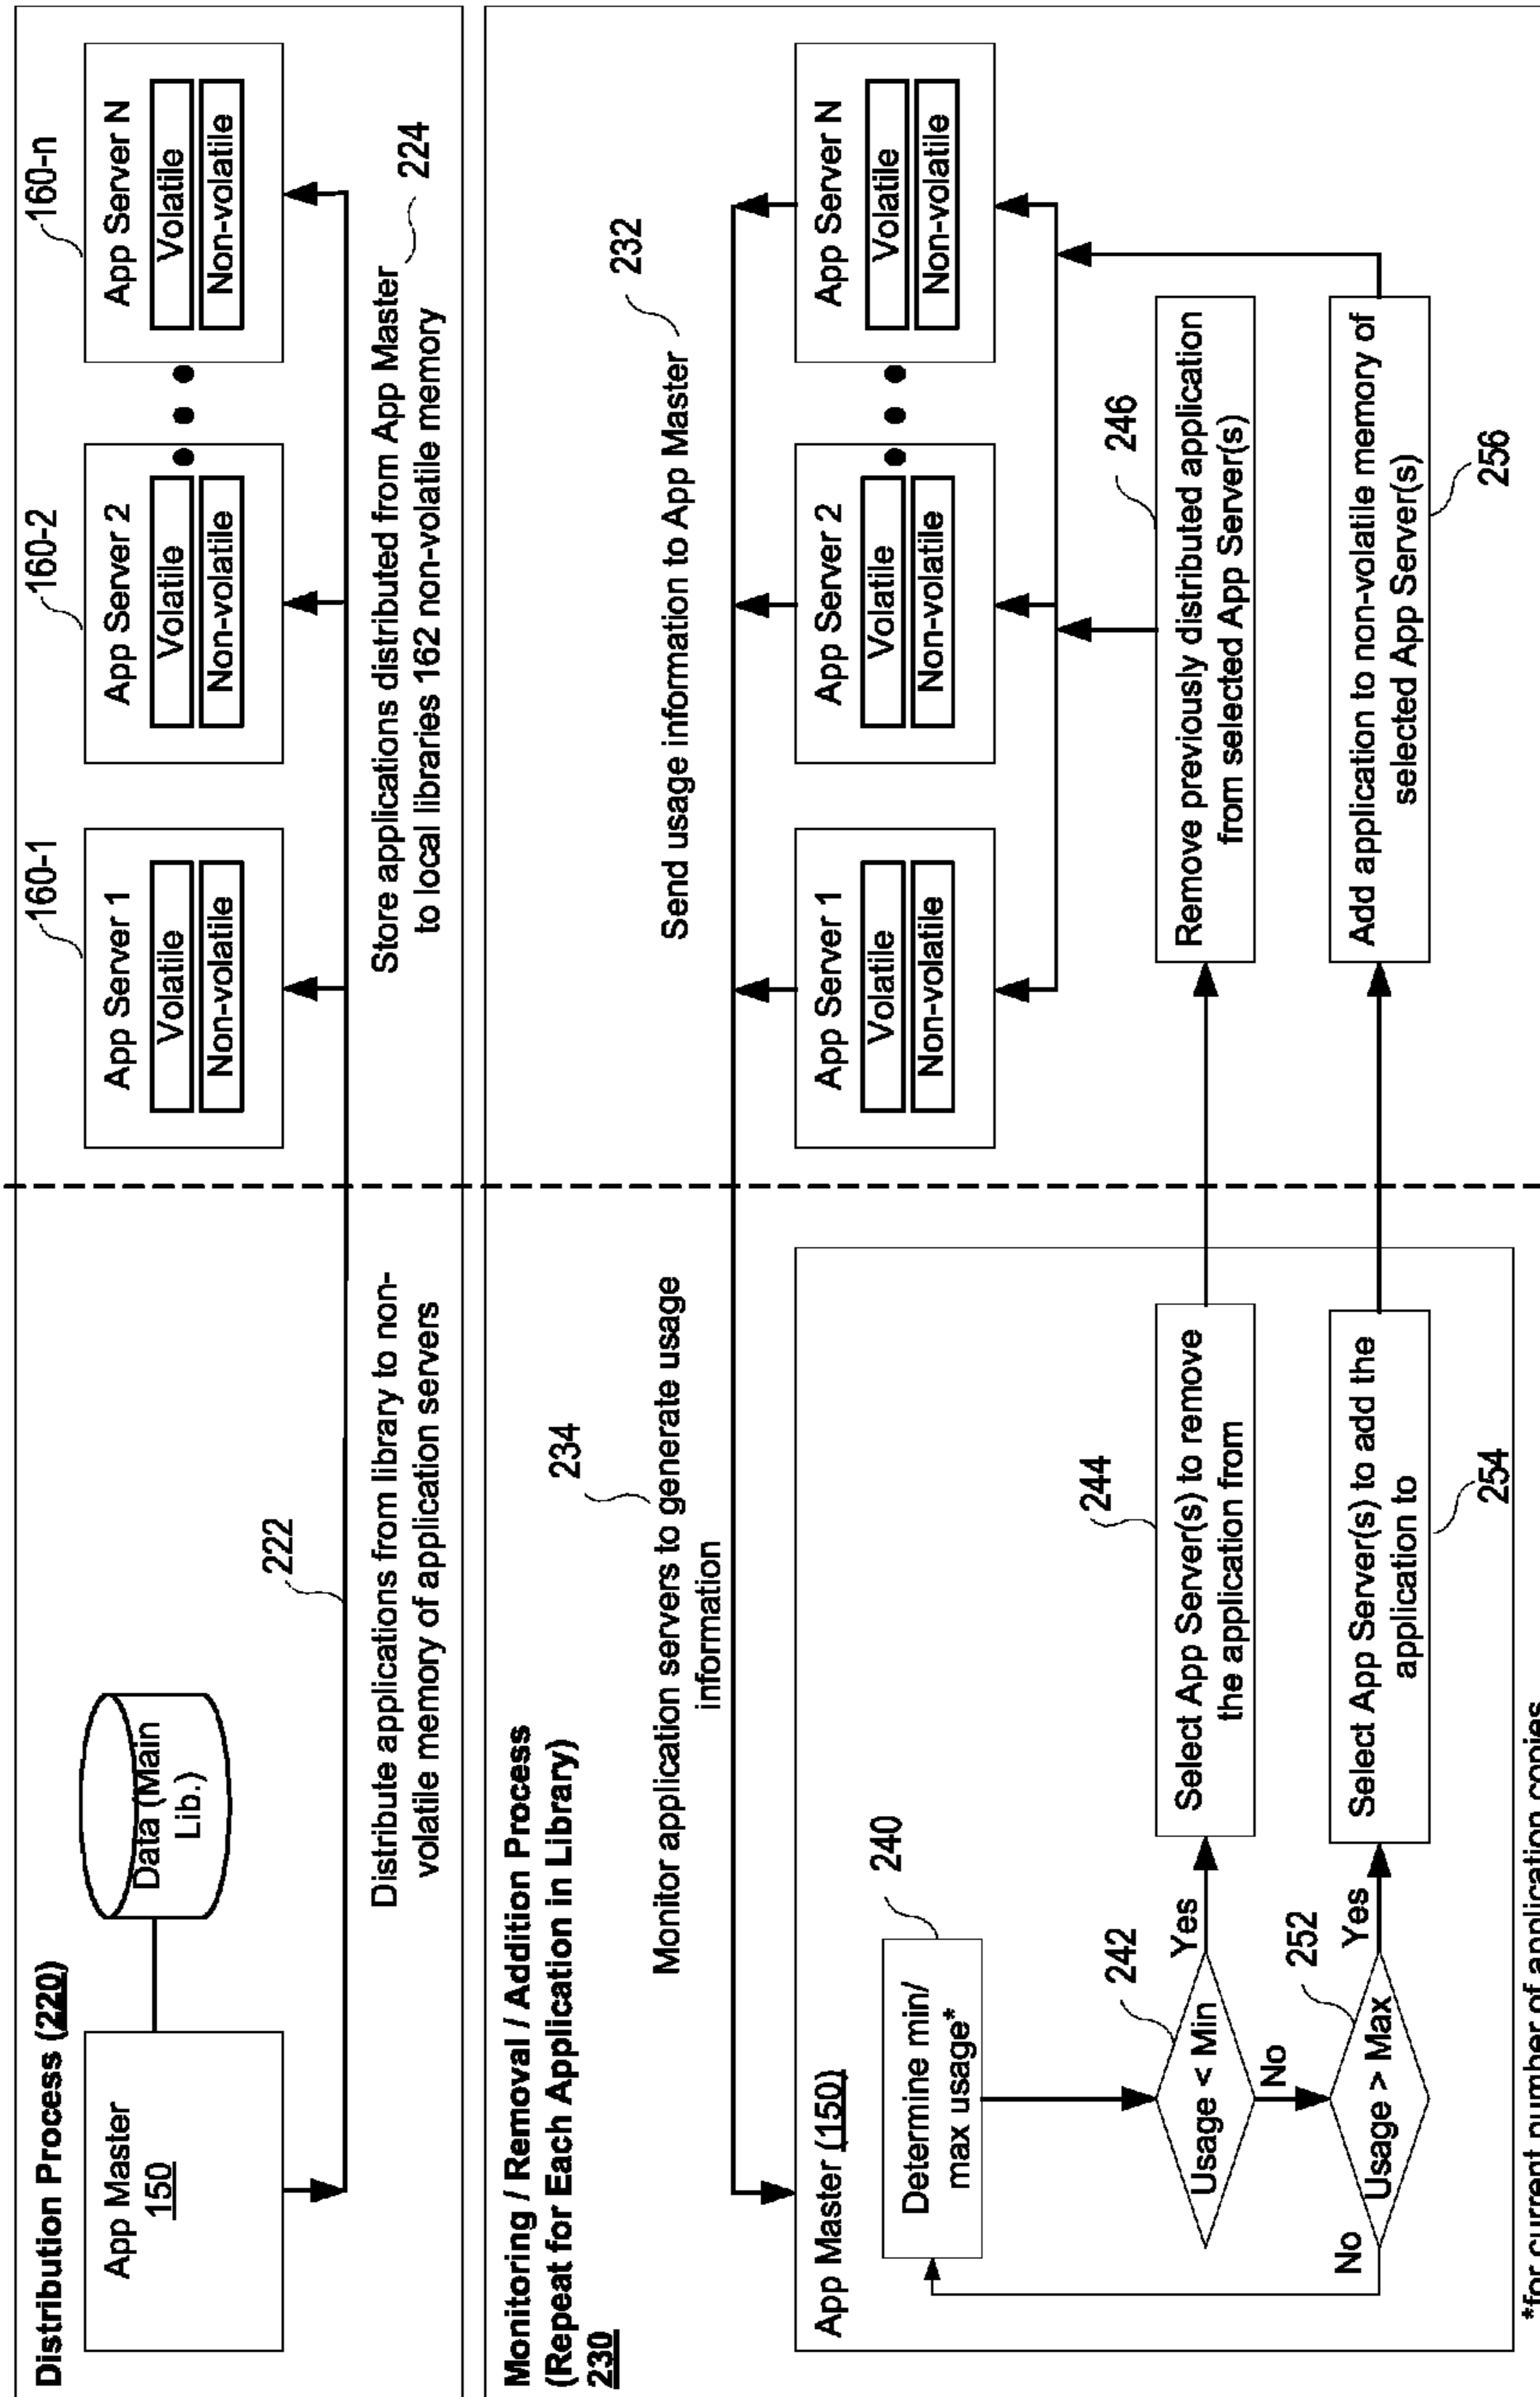 Distribution Process (220)
App Master
150
Data (Main
Lib.)
222
Distribute applications from library to non-
volatile memory of application servers
160-1
App Server 1
Volatile
Non-volatile
160-2
App Server 2
Volatile
Non-volatile
160-n
App Server N
Volatile
Non-volatile
Store applications distributed from App Master
to local libraries 162 non-volatile memory
224
Monitoring / Removal / Addition Process
(Repeat for Each Application in Library)
230
234
Monitor application servers to generate usage
information
232
Send usage information to App Master
App Server 1
Volatile
Non-volatile
App Server 2
Volatile
Non-volatile
App Server N
Volatile
Non-volatile
App Master (150)
240
Determine min/
max usage*
242
Usage < Min
Yes
No
244
Select App Server(s) to remove
the application from
246
Remove previously distributed application
from selected App Server(s)
252
Usage > Max
Yes
No
Select App Server(s) to add the
application to
254
Add application to non-volatile memory of
selected App Server(s)
256
*for current number of application copies